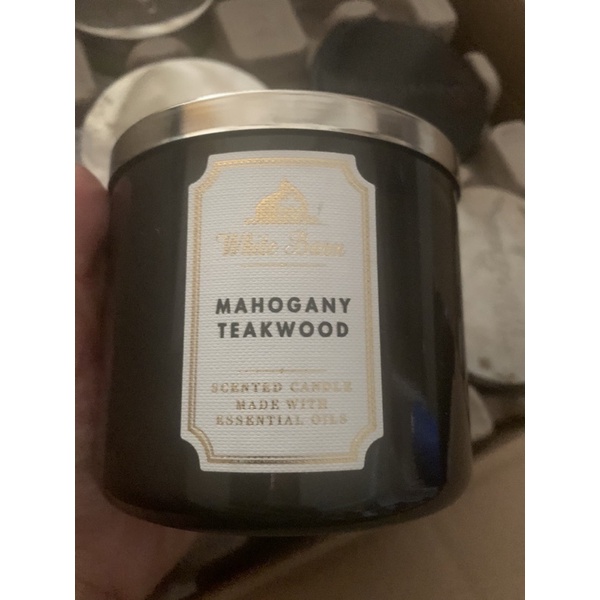 White Barn
MAHOGANY
TEAKWOOD
SCENTED CANDLE
MADE WITH
ESSENTIAL OILS